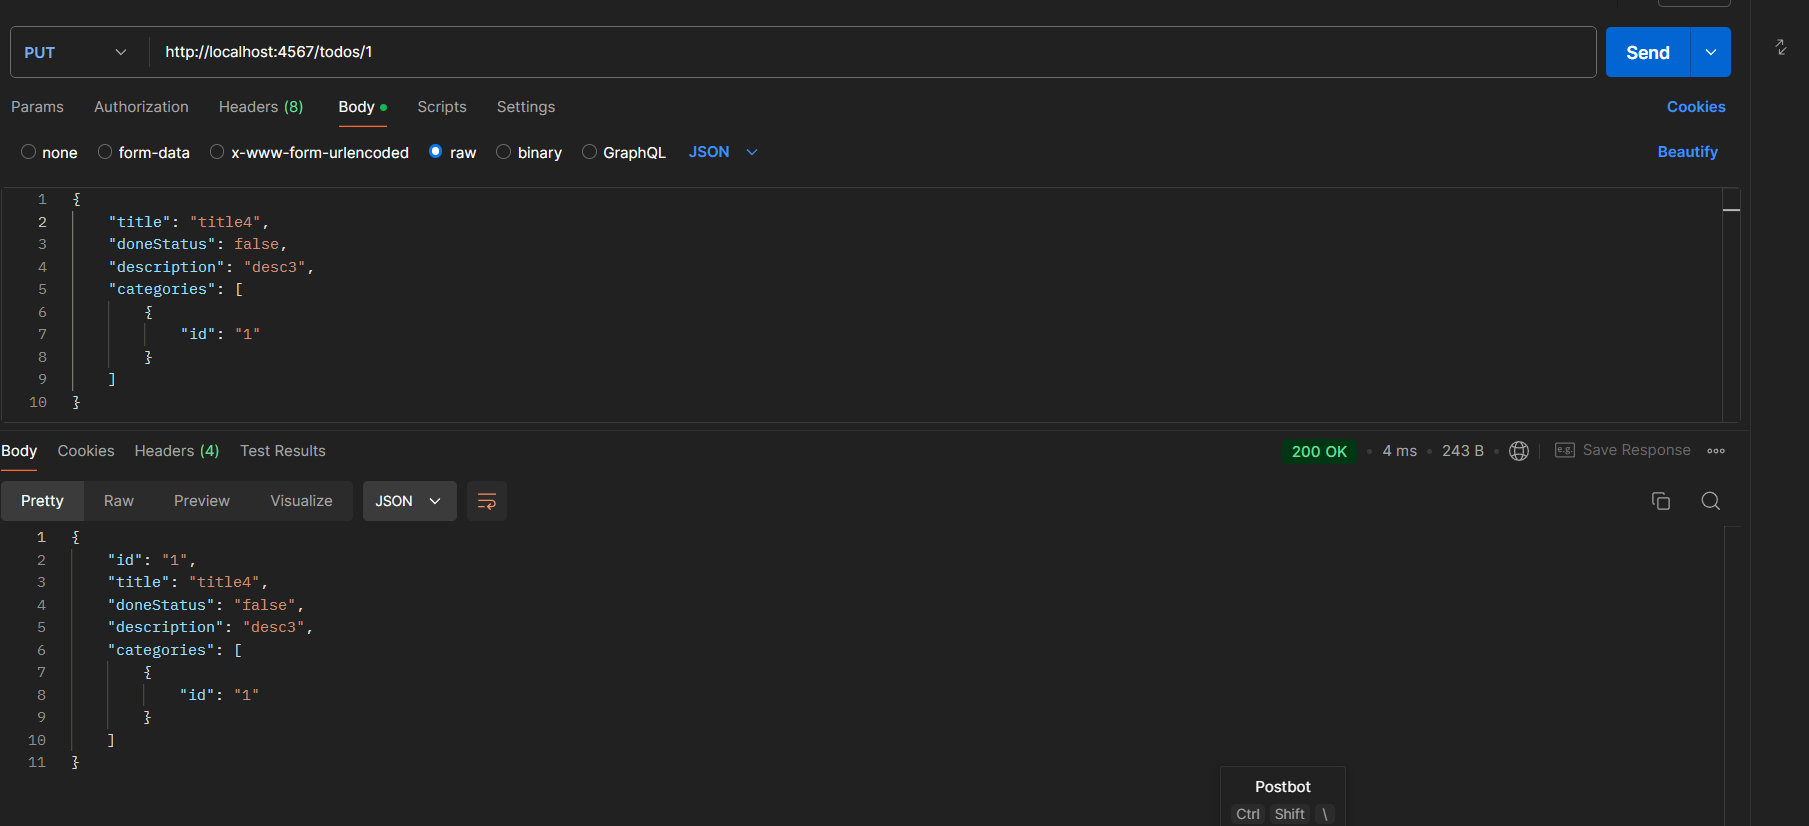 PUT http://localhost:4567/todos/1 Send
Params Authorization Headers (8) Body Scripts Settings Cookies
none form-data x-www-form-urlencoded raw binary GraphQL JSON Beautify
1 {
2 "title": "title4",
3 "doneStatus": false,
4 "description": "desc3",
5 "categories": [
6 {
7 "id": "1"
8 }
9 ]
10 }
Body Cookies Headers (4) Test Results 200 OK • 4 ms • 243 B • e.g. Save Response
Pretty Raw Preview Visualize JSON
1 {
2 "id": "1",
3 "title": "title4",
4 "doneStatus": "false",
5 "description": "desc3",
6 "categories": [
7 {
8 "id": "1"
9 }
10 ]
11 }
Postbot
Ctrl Shift \